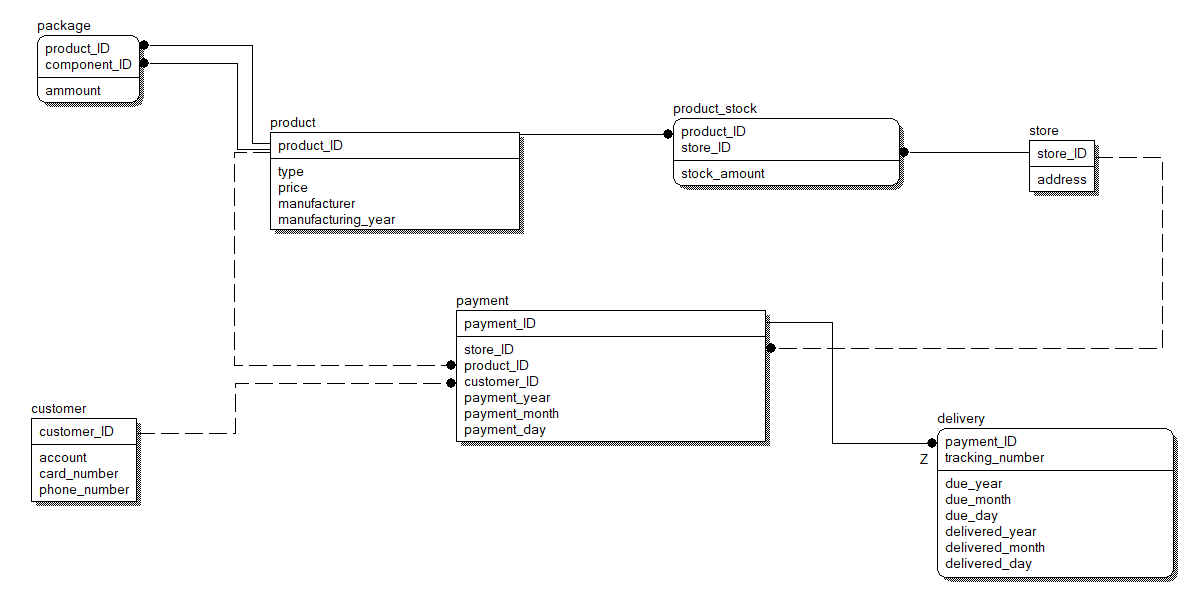 package
product_ID
component_ID
ammount
product
product_ID
type
price
manufacturer
manufacturing_year
product_stock
product_ID
store_ID
stock_amount
store
store_ID
address
payment
payment_ID
store_ID
product_ID
customer_ID
payment_year
payment_month
payment_day
customer
customer_ID
account
card_number
phone_number
delivery
Z
payment_ID
tracking_number
due_year
due_month
due_day
delivered_year
delivered_month
delivered_day